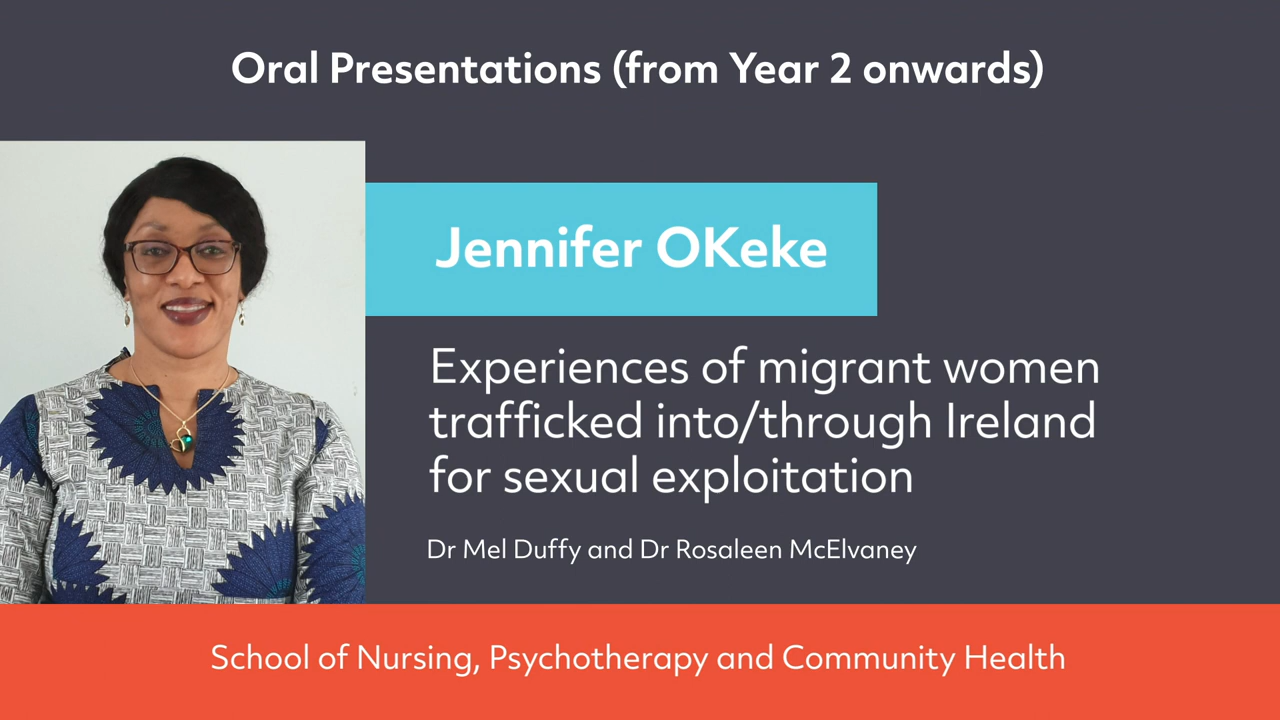 Oral Presentations (from Year 2 onwards)
Jennifer OKeke
Experiences of migrant women
trafficked into/through Ireland
for sexual exploitation
Dr Mel Duffy and Dr Rosaleen McElvaney
School of Nursing, Psychotherapy and Community Health